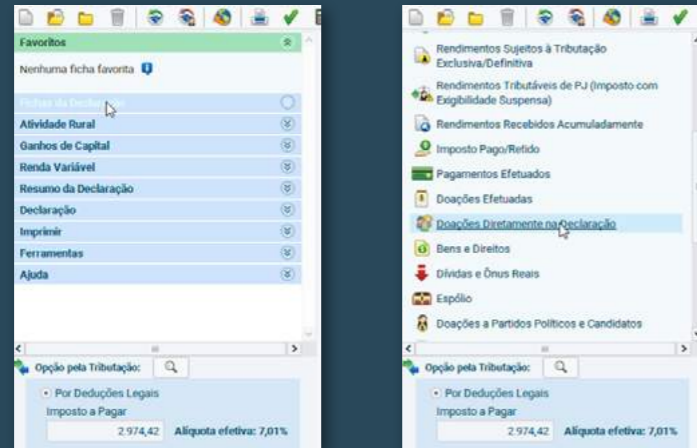 Favoritos
Nenhuma ficha favorita
Fichas da Declaração
Atividade Rural
Ganhos de Capital
Renda Variável
Resumo da Declaração
Declaração
Imprimir
Ferramentas
Ajuda
Opção pela Tributação:
Por Deduções Legais
Imposto a Pagar
2.974,42 Alíquota efetiva: 7,01%
Rendimentos Sujeitos à Tributação
Exclusiva/Definitiva
Rendimentos Tributáveis de PJ (Imposto com
Exigibilidade Suspensa)
Rendimentos Recebidos Acumuladamente
Imposto Pago/Retido
Pagamentos Efetuados
Doações Efetuadas
Doações Diretamente na Declaração
Bens e Direitos
Dívidas e Ônus Reais
Espólio
Doações a Partidos Políticos e Candidatos
Opção pela Tributação:
Por Deduções Legais
Imposto a Pagar
2.974,42 Alíquota efetiva: 7,01%